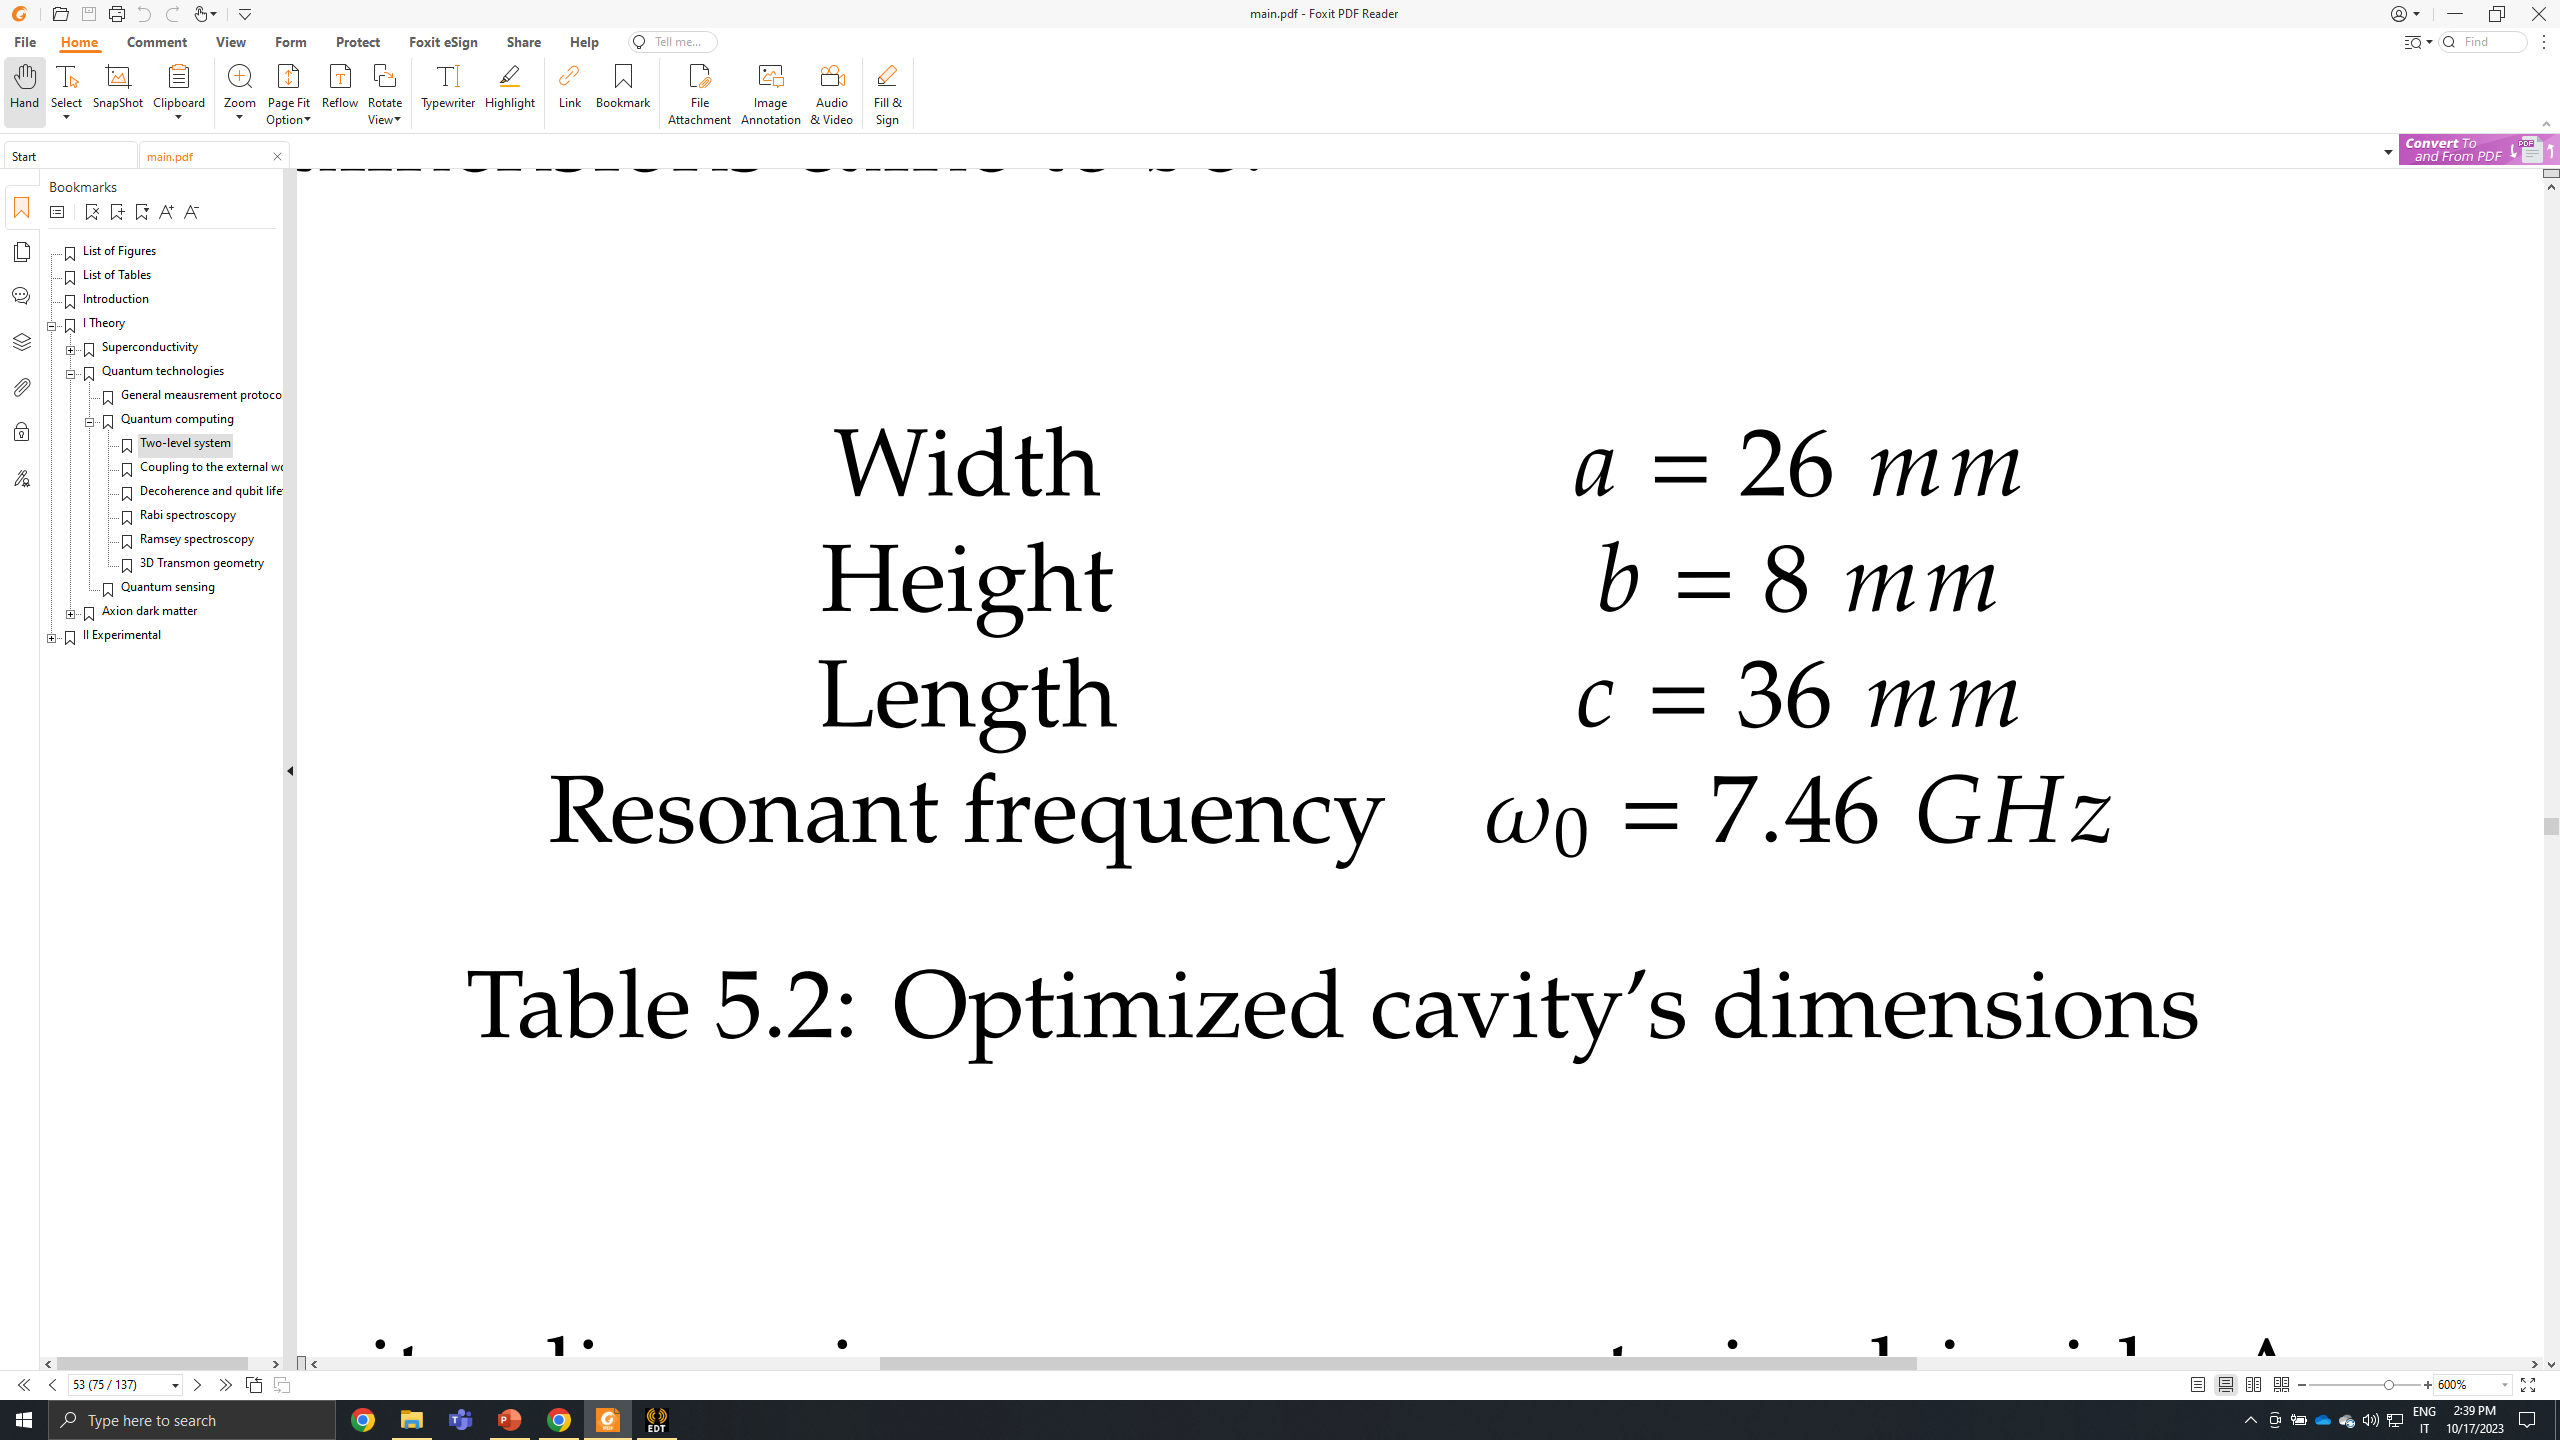 main.pdf - Foxit PDF Reader
File Home Comment View Form Protect Foxit eSign Share Help Tell me... Find
Hand Select SnapShot Clipboard Zoom Page Fit Option Reflow Rotate View Typewriter Highlight Link Bookmark File Attachment Image Annotation Audio & Video Fill & Sign
Start main.pdf
Convert To and From PDF
Bookmarks
List of Figures
List of Tables
Introduction
I Theory
Superconductivity
Quantum technologies
General meausrement protoco
Quantum computing
Two-level system
Coupling to the external wo
Decoherence and qubit life
Rabi spectroscopy
Ramsey spectroscopy
3D Transmon geometry
Quantum sensing
Axion dark matter
II Experimental
Width a = 26 mm
Height b = 8 mm
Length c = 36 mm
Resonant frequency ω0 = 7.46 GHz
Table 5.2: Optimized cavity’s dimensions
53 (75 / 137)
600%
Type here to search
EDT
ENG
IT
2:39 PM
10/17/2023